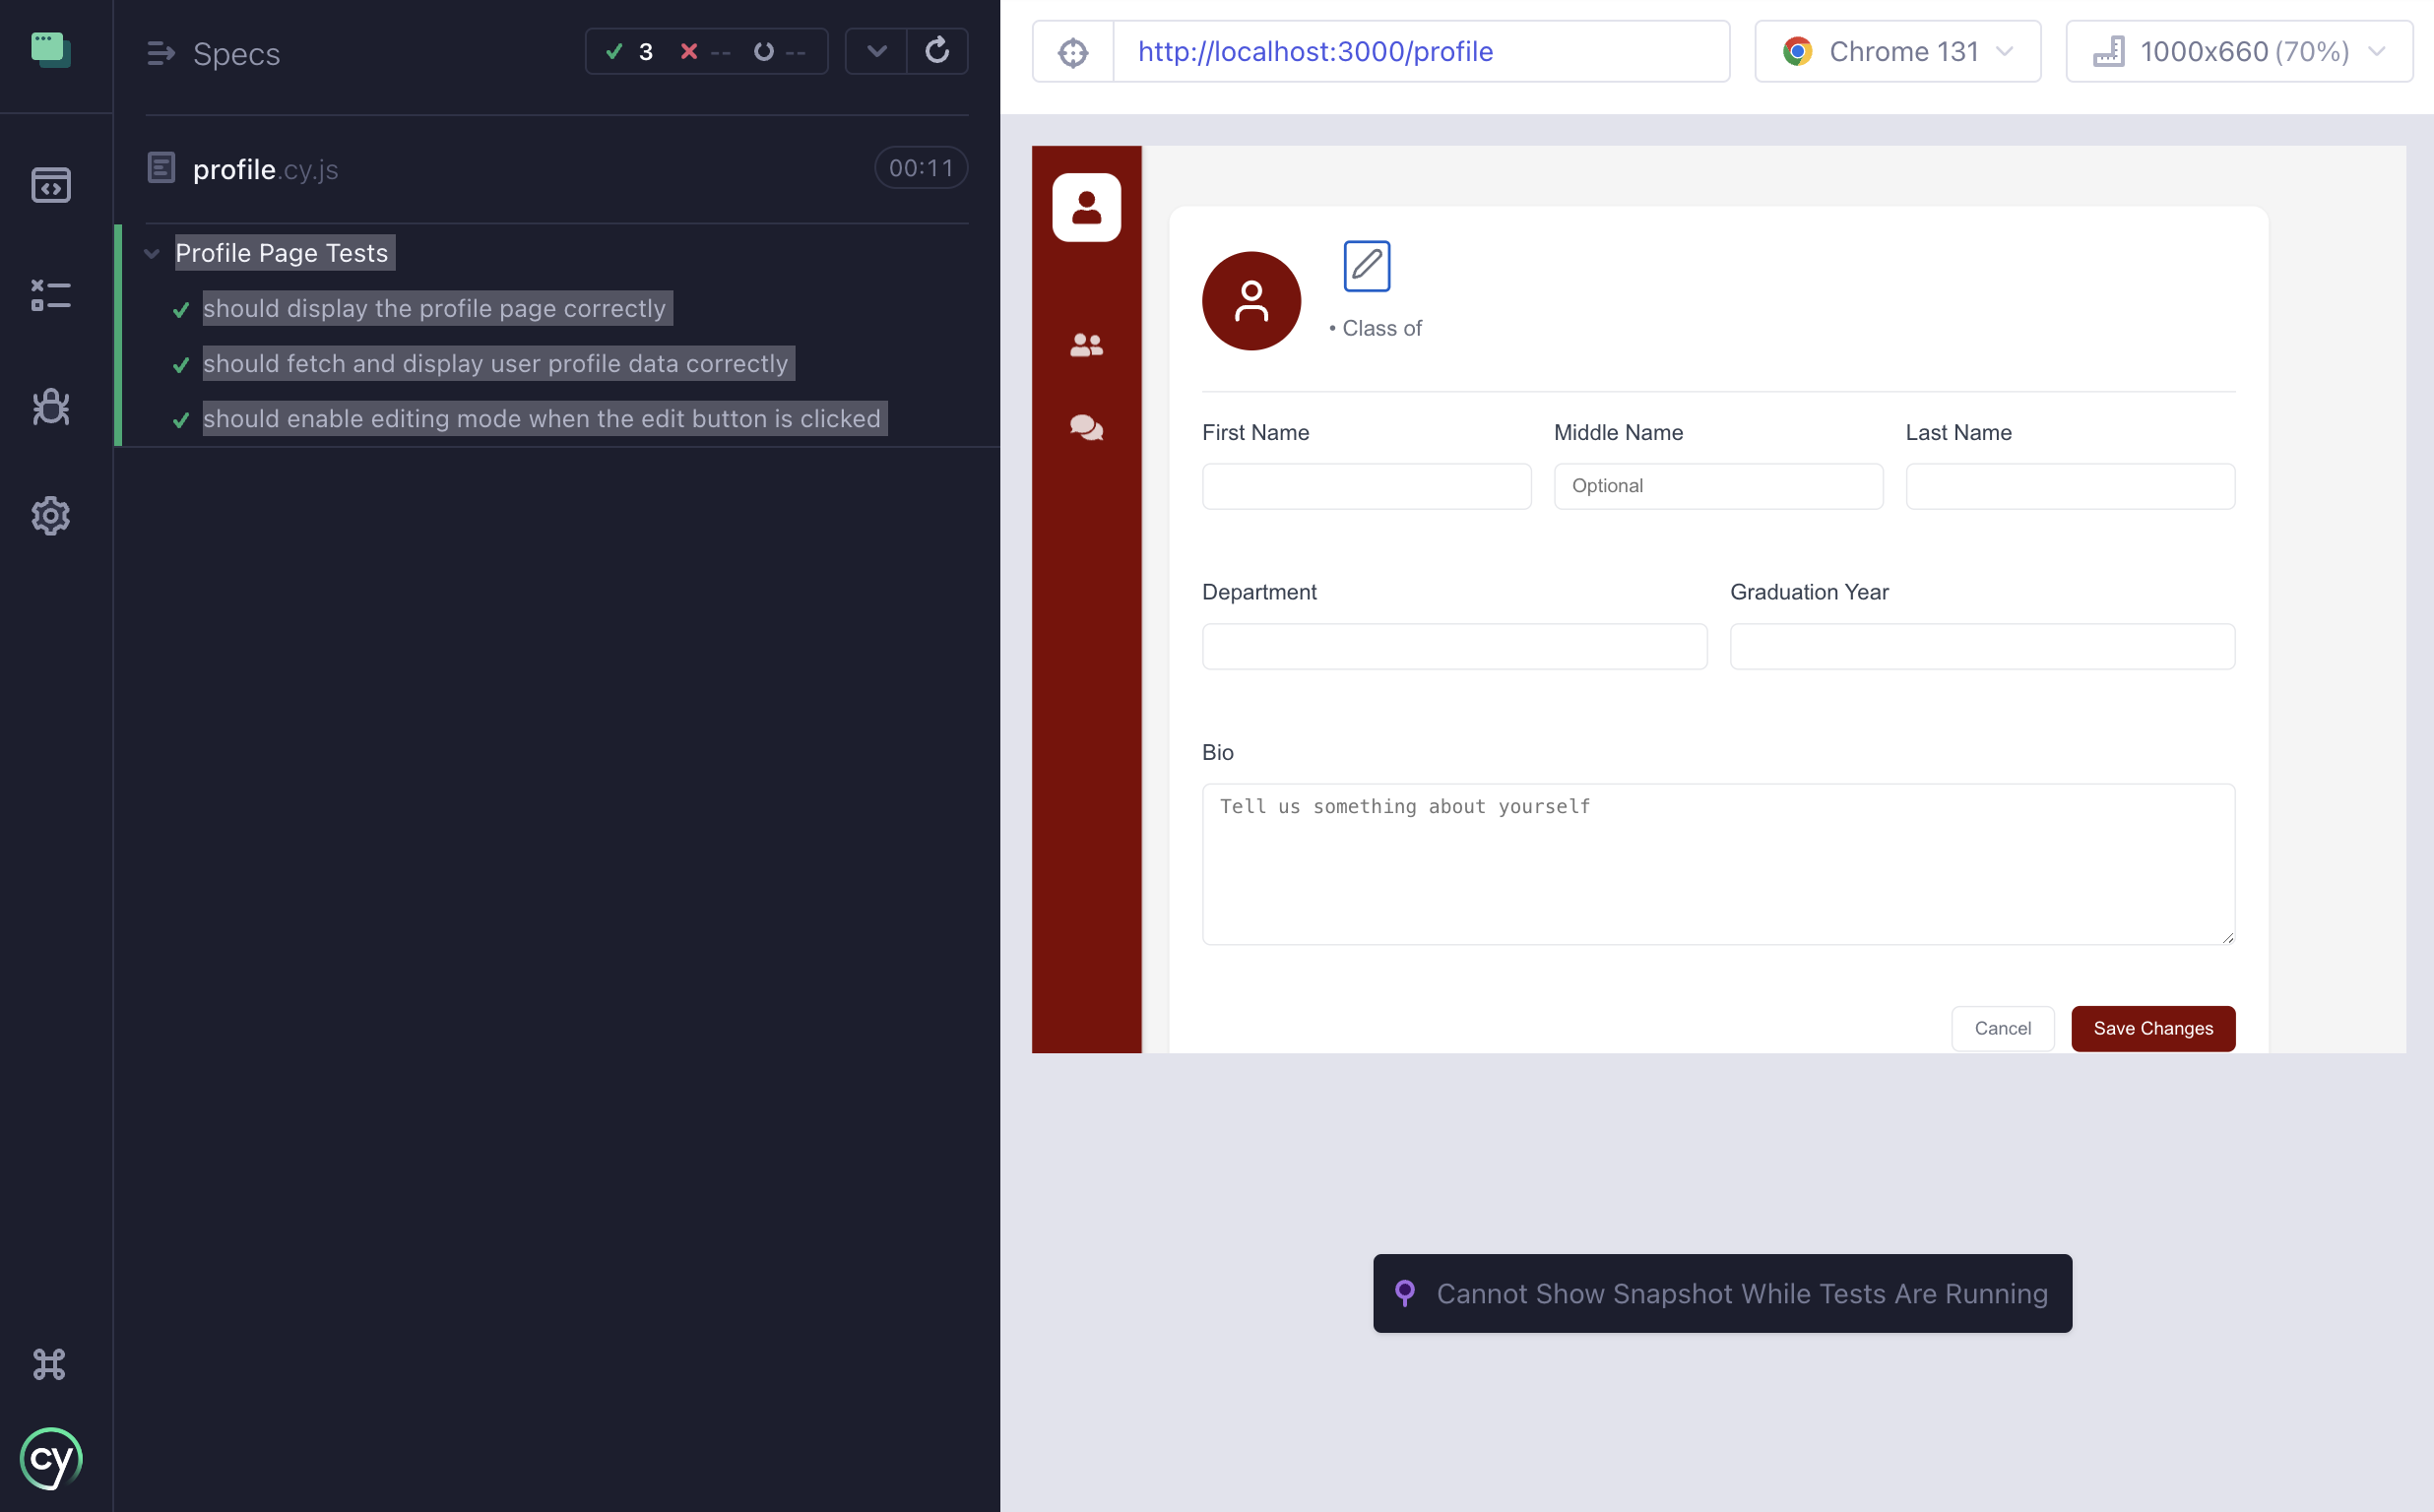 Specs
3 -- --
profile.cy.js
00:11
Profile Page Tests
should display the profile page correctly
should fetch and display user profile data correctly
should enable editing mode when the edit button is clicked
cy
http://localhost:3000/profile
Chrome 131
1000x660 (70%)
• Class of
First Name
Middle Name
Last Name
Optional
Department
Graduation Year
Bio
Tell us something about yourself
Cancel
Save Changes
Cannot Show Snapshot While Tests Are Running